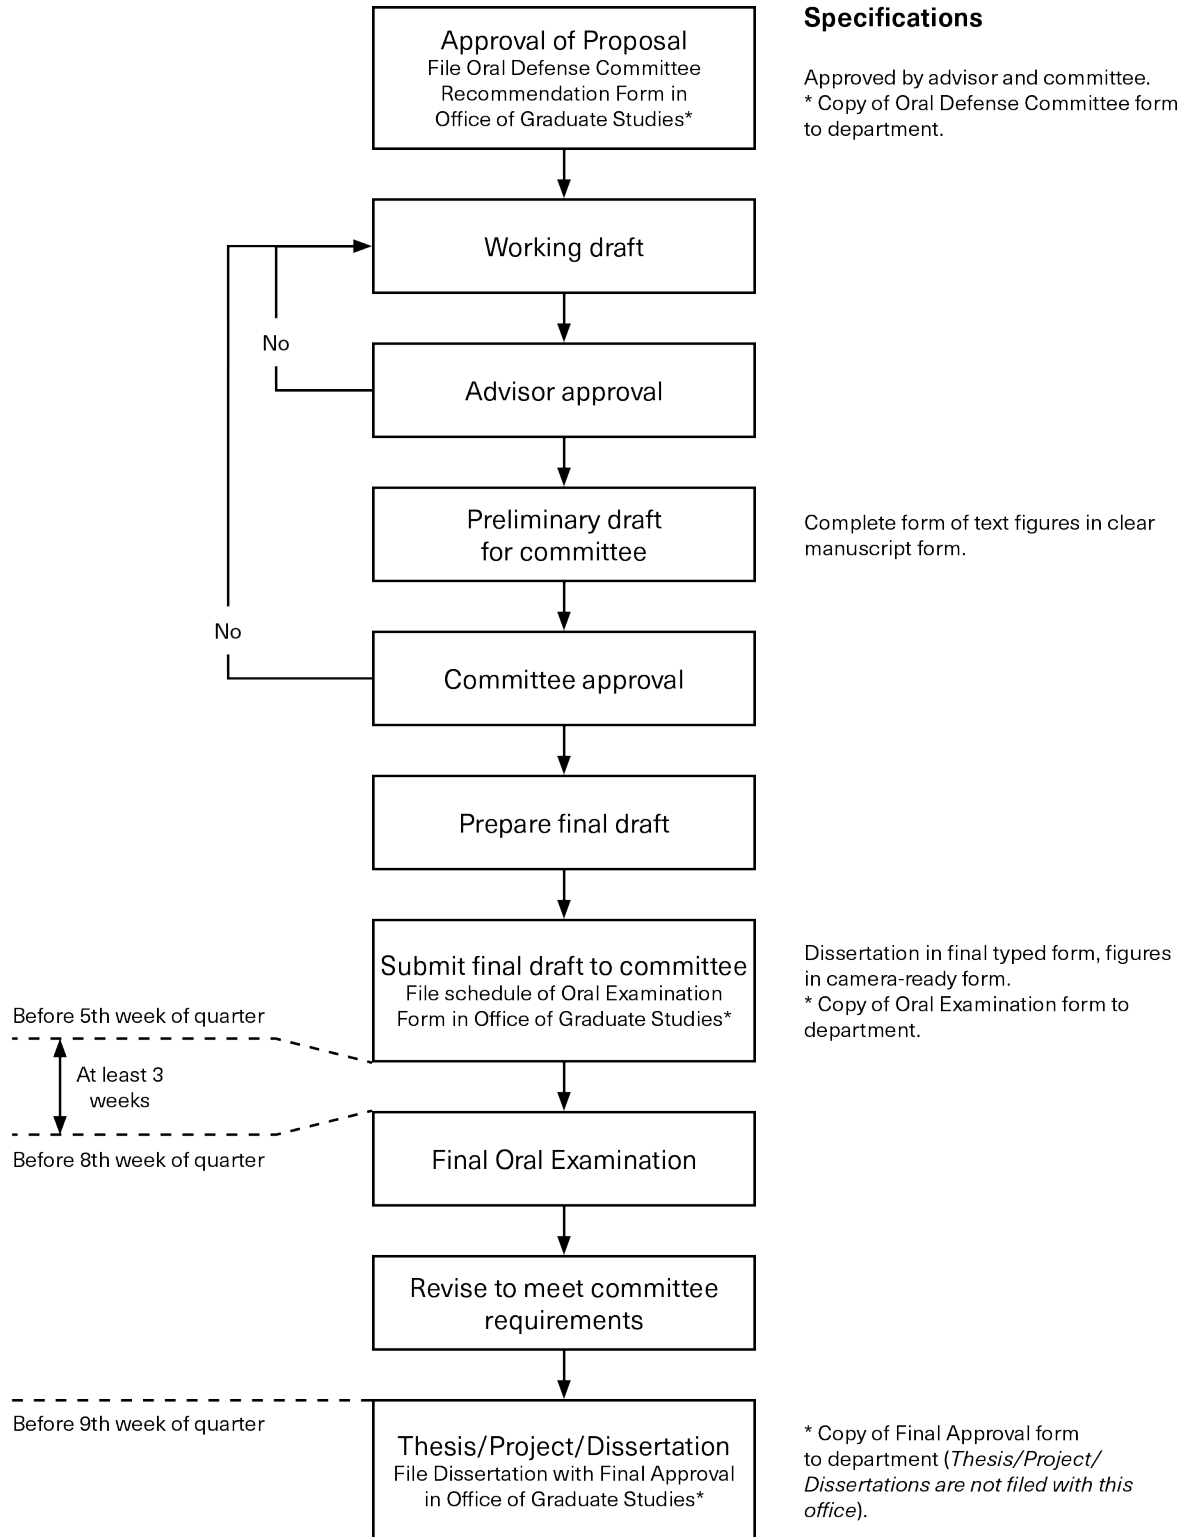 Approval of Proposal
File Oral Defense Committee
Recommendation Form in
Office of Graduate Studies*
Specifications
Approved by advisor and committee.
* Copy of Oral Defense Committee form
to department.
Working draft
No
Advisor approval
Preliminary draft
for committee
Complete form of text figures in clear
manuscript form.
No
Committee approval
Prepare final draft
Submit final draft to committee
File schedule of Oral Examination
Form in Office of Graduate Studies*
Dissertation in final typed form, figures
in camera-ready form.
* Copy of Oral Examination form to
department.
Before 5th week of quarter
At least 3
weeks
Before 8th week of quarter
Final Oral Examination
Revise to meet committee
requirements
Before 9th week of quarter
Thesis/Project/Dissertation
File Dissertation with Final Approval
in Office of Graduate Studies*
* Copy of Final Approval form
to department (Thesis/Project/
Dissertations are not filed with this
office).